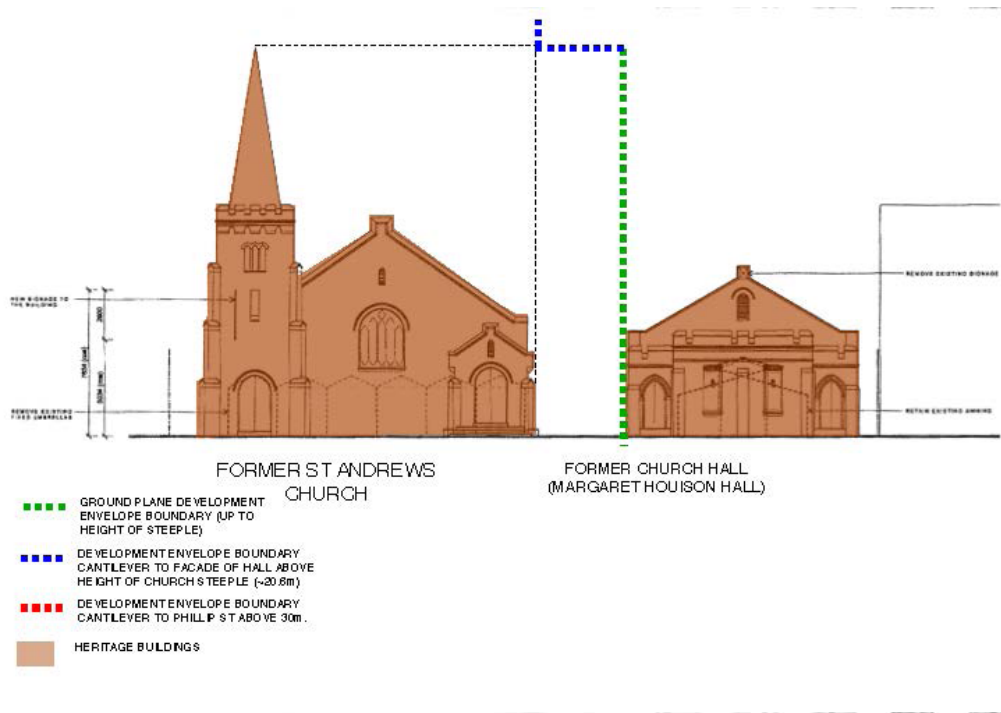 NEW SIGNAGE TO
THE BUILDING
REMOVE EXISTING
FIXED UMBRELLAS
REMOVE EXISTING SIGNAGE
RETAIN EXISTING AWNING
FORMER ST ANDREWS
CHURCH
FORMER CHURCH HALL
(MARGARET HOUISON HALL)
GROUND PLANE DEVELOPMENT
ENVELOPE BOUNDARY (UP TO
HEIGHT OF STEEPLE)
DEVELOPMENT ENVELOPE BOUNDARY
CANTILEVER TO FACADE OF HALL ABOVE
HEIGHT OF CHURCH STEEPLE (~20.6m)
DEVELOPMENT ENVELOPE BOUNDARY
CANTILEVER TO PHILLIP ST ABOVE 30m.
HERITAGE BUILDINGS